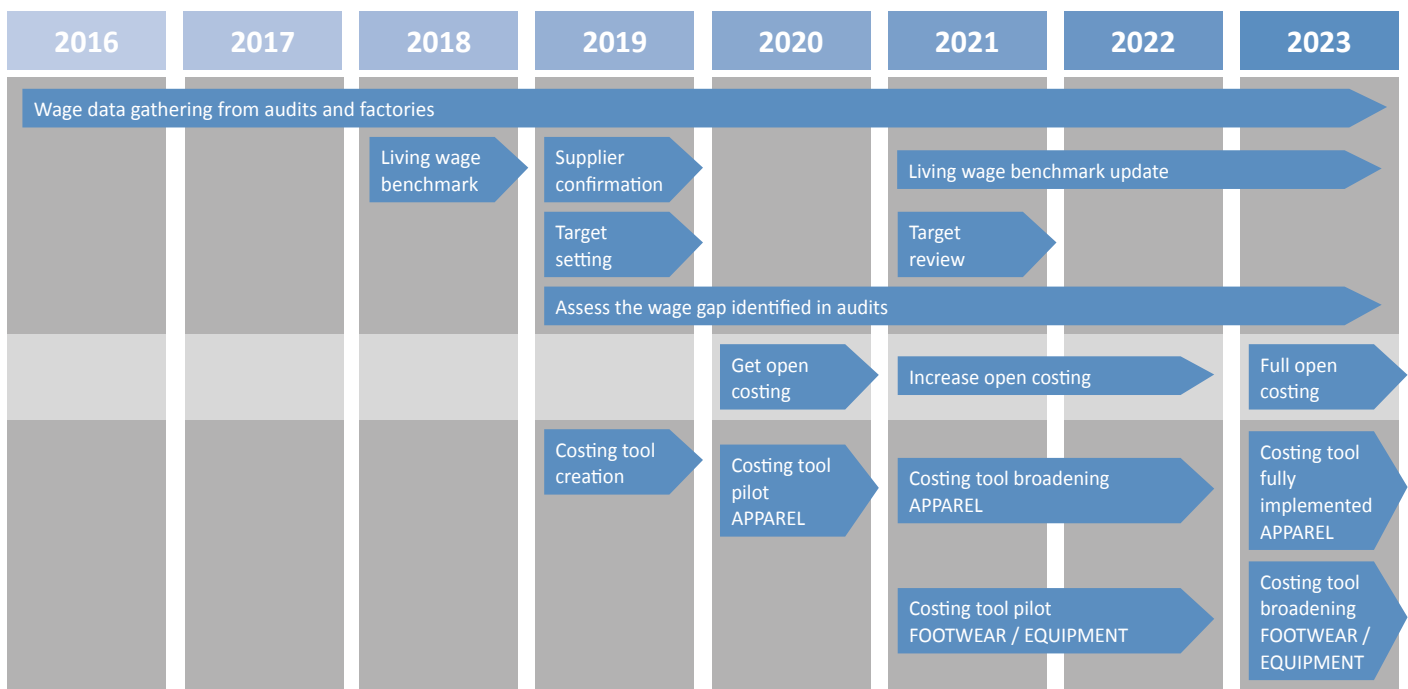 2016 2017 2018 2019 2020 2021 2022 2023
Wage data gathering from audits and factories
Living wage
benchmark
Supplier
confirmation
Living wage benchmark update
Target
setting
Target
review
Assess the wage gap identified in audits
Get open
costing
Increase open costing
Full open
costing
Costing tool
creation
Costing tool
pilot
APPAREL
Costing tool broadening
APPAREL
Costing tool
fully
implemented
APPAREL
Costing tool pilot
FOOTWEAR / EQUIPMENT
Costing tool
broadening
FOOTWEAR /
EQUIPMENT